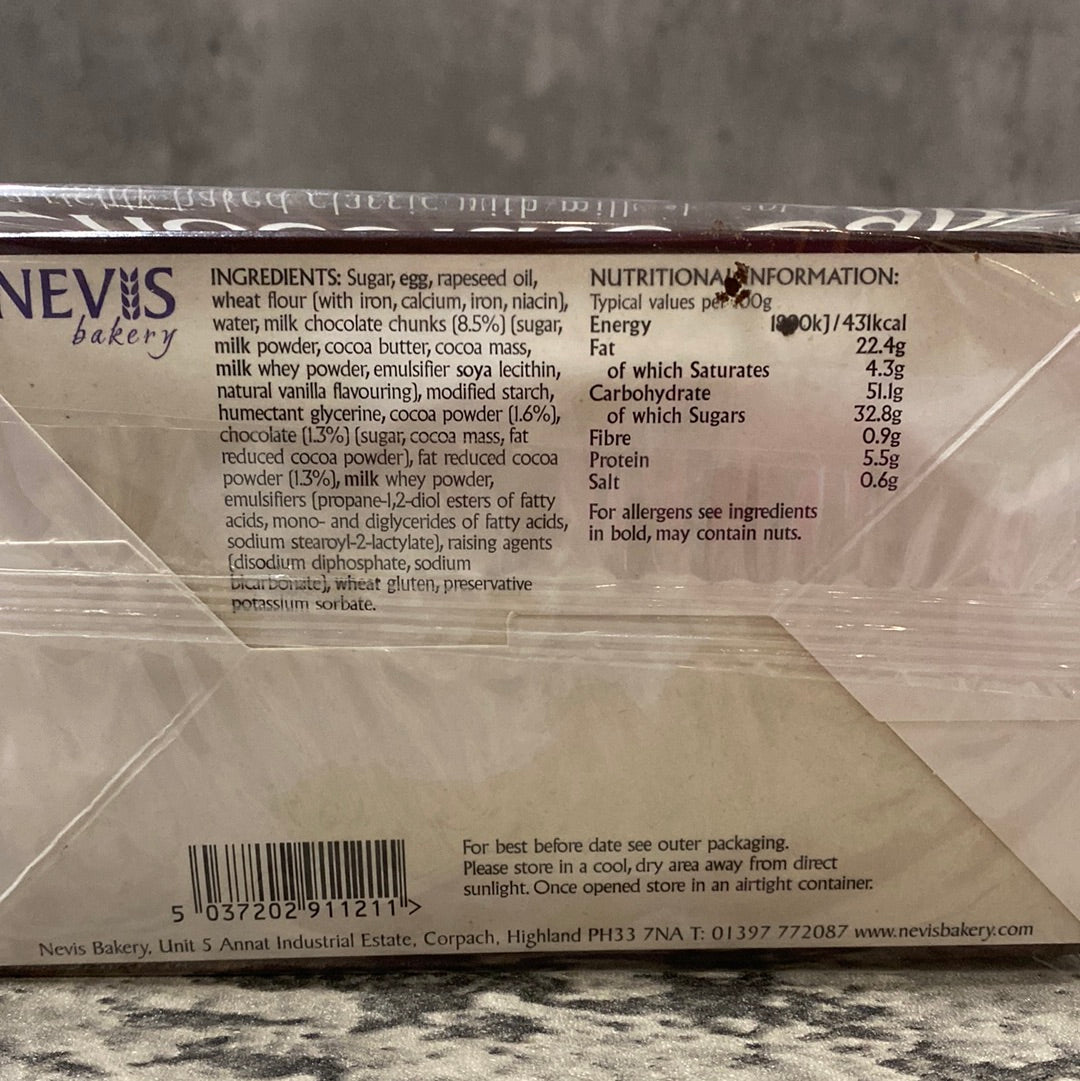 richly baked classic with milk
NEVIS
bakery
INGREDIENTS: Sugar, egg, rapeseed oil,
wheat flour (with iron, calcium, iron, niacin),
water, milk chocolate chunks (8.5%) (sugar,
milk powder, cocoa butter, cocoa mass,
milk whey powder, emulsifier soya lecithin,
natural vanilla flavouring), modified starch,
humectant glycerine, cocoa powder (1.6%),
chocolate (1.3%) (sugar, cocoa mass, fat
reduced cocoa powder), fat reduced cocoa
powder (1.3%), milk whey powder,
emulsifiers (propane-1,2-diol esters of fatty
acids, mono- and diglycerides of fatty acids,
sodium stearoyl-2-lactylate), raising agents
(disodium diphosphate, sodium
bicarbonate), wheat gluten, preservative
potassium sorbate.
NUTRITIONAL INFORMATION:
Typical values per 100g
Energy /431kcal
Fat 22.4g
of which Saturates 4.3g
Carbohydrate 51.1g
of which Sugars 32.8g
Fibre 0.9g
Protein 5.5g
Salt 0.6g
For allergens see ingredients
in bold, may contain nuts.
For best before date see outer packaging.
Please store in a cool, dry area away from direct
sunlight. Once opened store in an airtight container.
5 037202 911211 >
Nevis Bakery, Unit 5 Annat Industrial Estate, Corpach, Highland PH33 7NA T: 01397 772087 www.nevisbakery.com